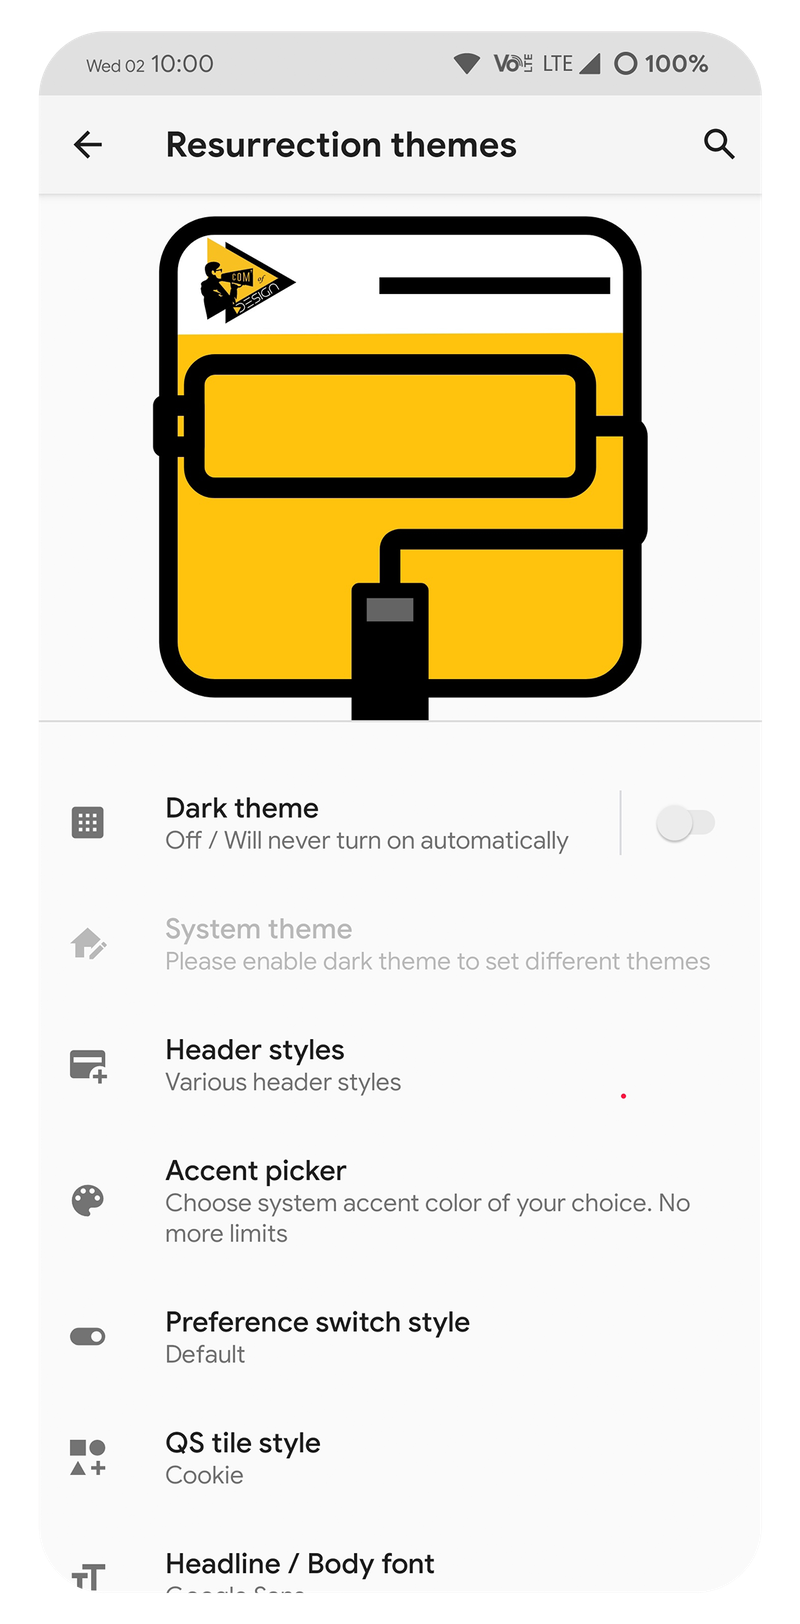 Wed 02 10:00 Vo LTE LTE 100%
Resurrection themes
COM
of
DESIGN
Dark theme
Off / Will never turn on automatically
System theme
Please enable dark theme to set different themes
Header styles
Various header styles
Accent picker
Choose system accent color of your choice. No
more limits
Preference switch style
Default
QS tile style
Cookie
Headline / Body font
Google Sans